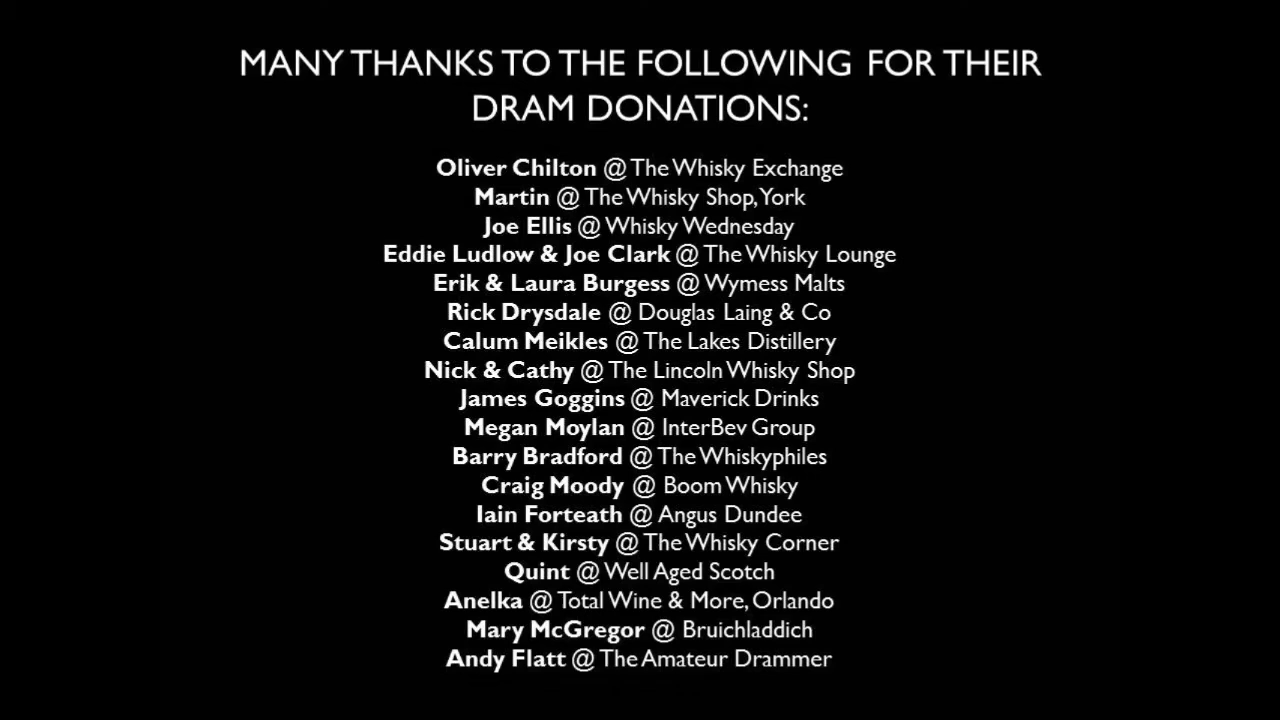 MANY THANKS TO THE FOLLOWING FOR THEIR
DRAM DONATIONS:
Oliver Chilton @ The Whisky Exchange
Martin @ The Whisky Shop, York
Joe Ellis @ Whisky Wednesday
Eddie Ludlow & Joe Clark @ The Whisky Lounge
Erik & Laura Burgess @ Wymess Malts
Rick Drysdale @ Douglas Laing & Co
Calum Meikles @ The Lakes Distillery
Nick & Cathy @ The Lincoln Whisky Shop
James Goggins @ Maverick Drinks
Megan Moylan @ InterBev Group
Barry Bradford @ The Whiskyphiles
Craig Moody @ Boom Whisky
Iain Forteath @ Angus Dundee
Stuart & Kirsty @ The Whisky Corner
Quint @ Well Aged Scotch
Anelka @ Total Wine & More, Orlando
Mary McGregor @ Bruichladdich
Andy Flatt @ The Amateur Drammer